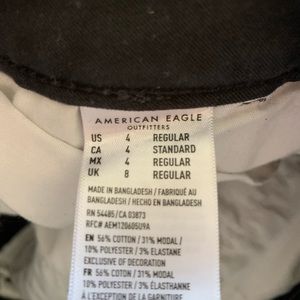 AMERICAN EAGLE
OUTFITTERS
US 4 REGULAR
CA 4 STANDARD
MX 4 REGULAR
UK 8 REGULAR
MADE IN BANGLADESH / FABRIQUÉ AU
BANGLADESH / HECHO EN
BANGLADESH
RN 54485/CA 03873
RFC# AEM120605U9A
EN 56% COTTON / 31% MODAL /
10% POLYESTER / 3% ELASTANE
EXCLUSIVE OF DECORATION
FR 56% COTON / 31% MODAL /
10% POLYESTER / 3% ÉLASTHANNE
À L'EXCEPTION DE LA GARNITURE